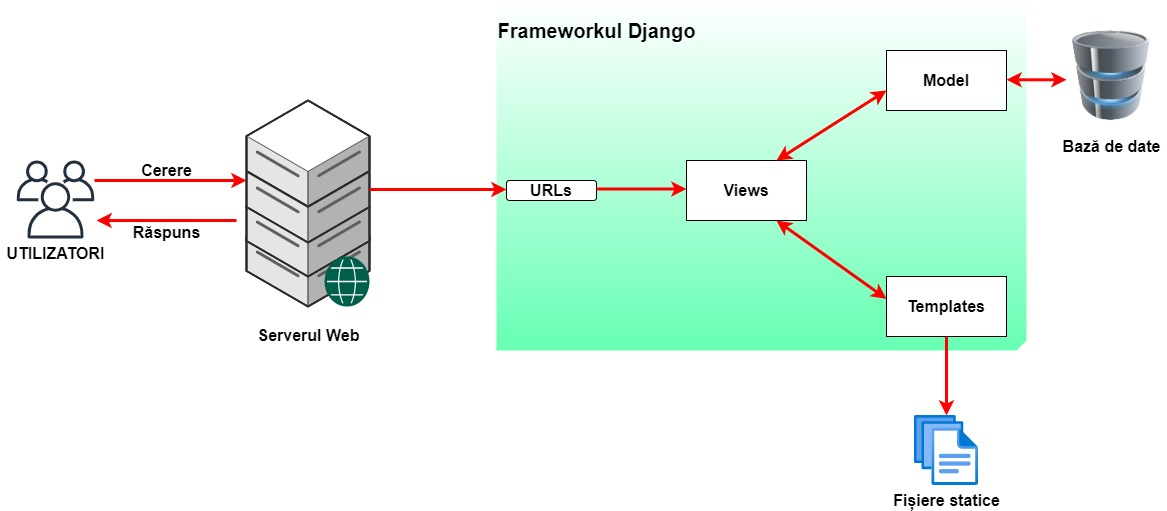 Frameworkul Django
Model
Bază de date
Cerere
URLs
Views
Răspuns
UTILIZATORI
Templates
Serverul Web
Fișiere statice